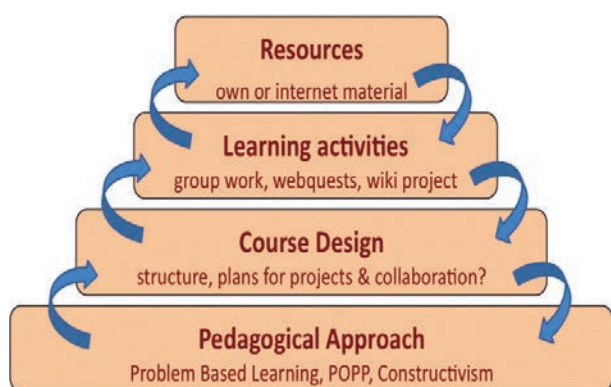 Resources
own or internet material
Learning activities
group work, webquests, wiki project
Course Design
structure, plans for projects & collaboration?
Pedagogical Approach
Problem Based Learning, POPP, Constructivism